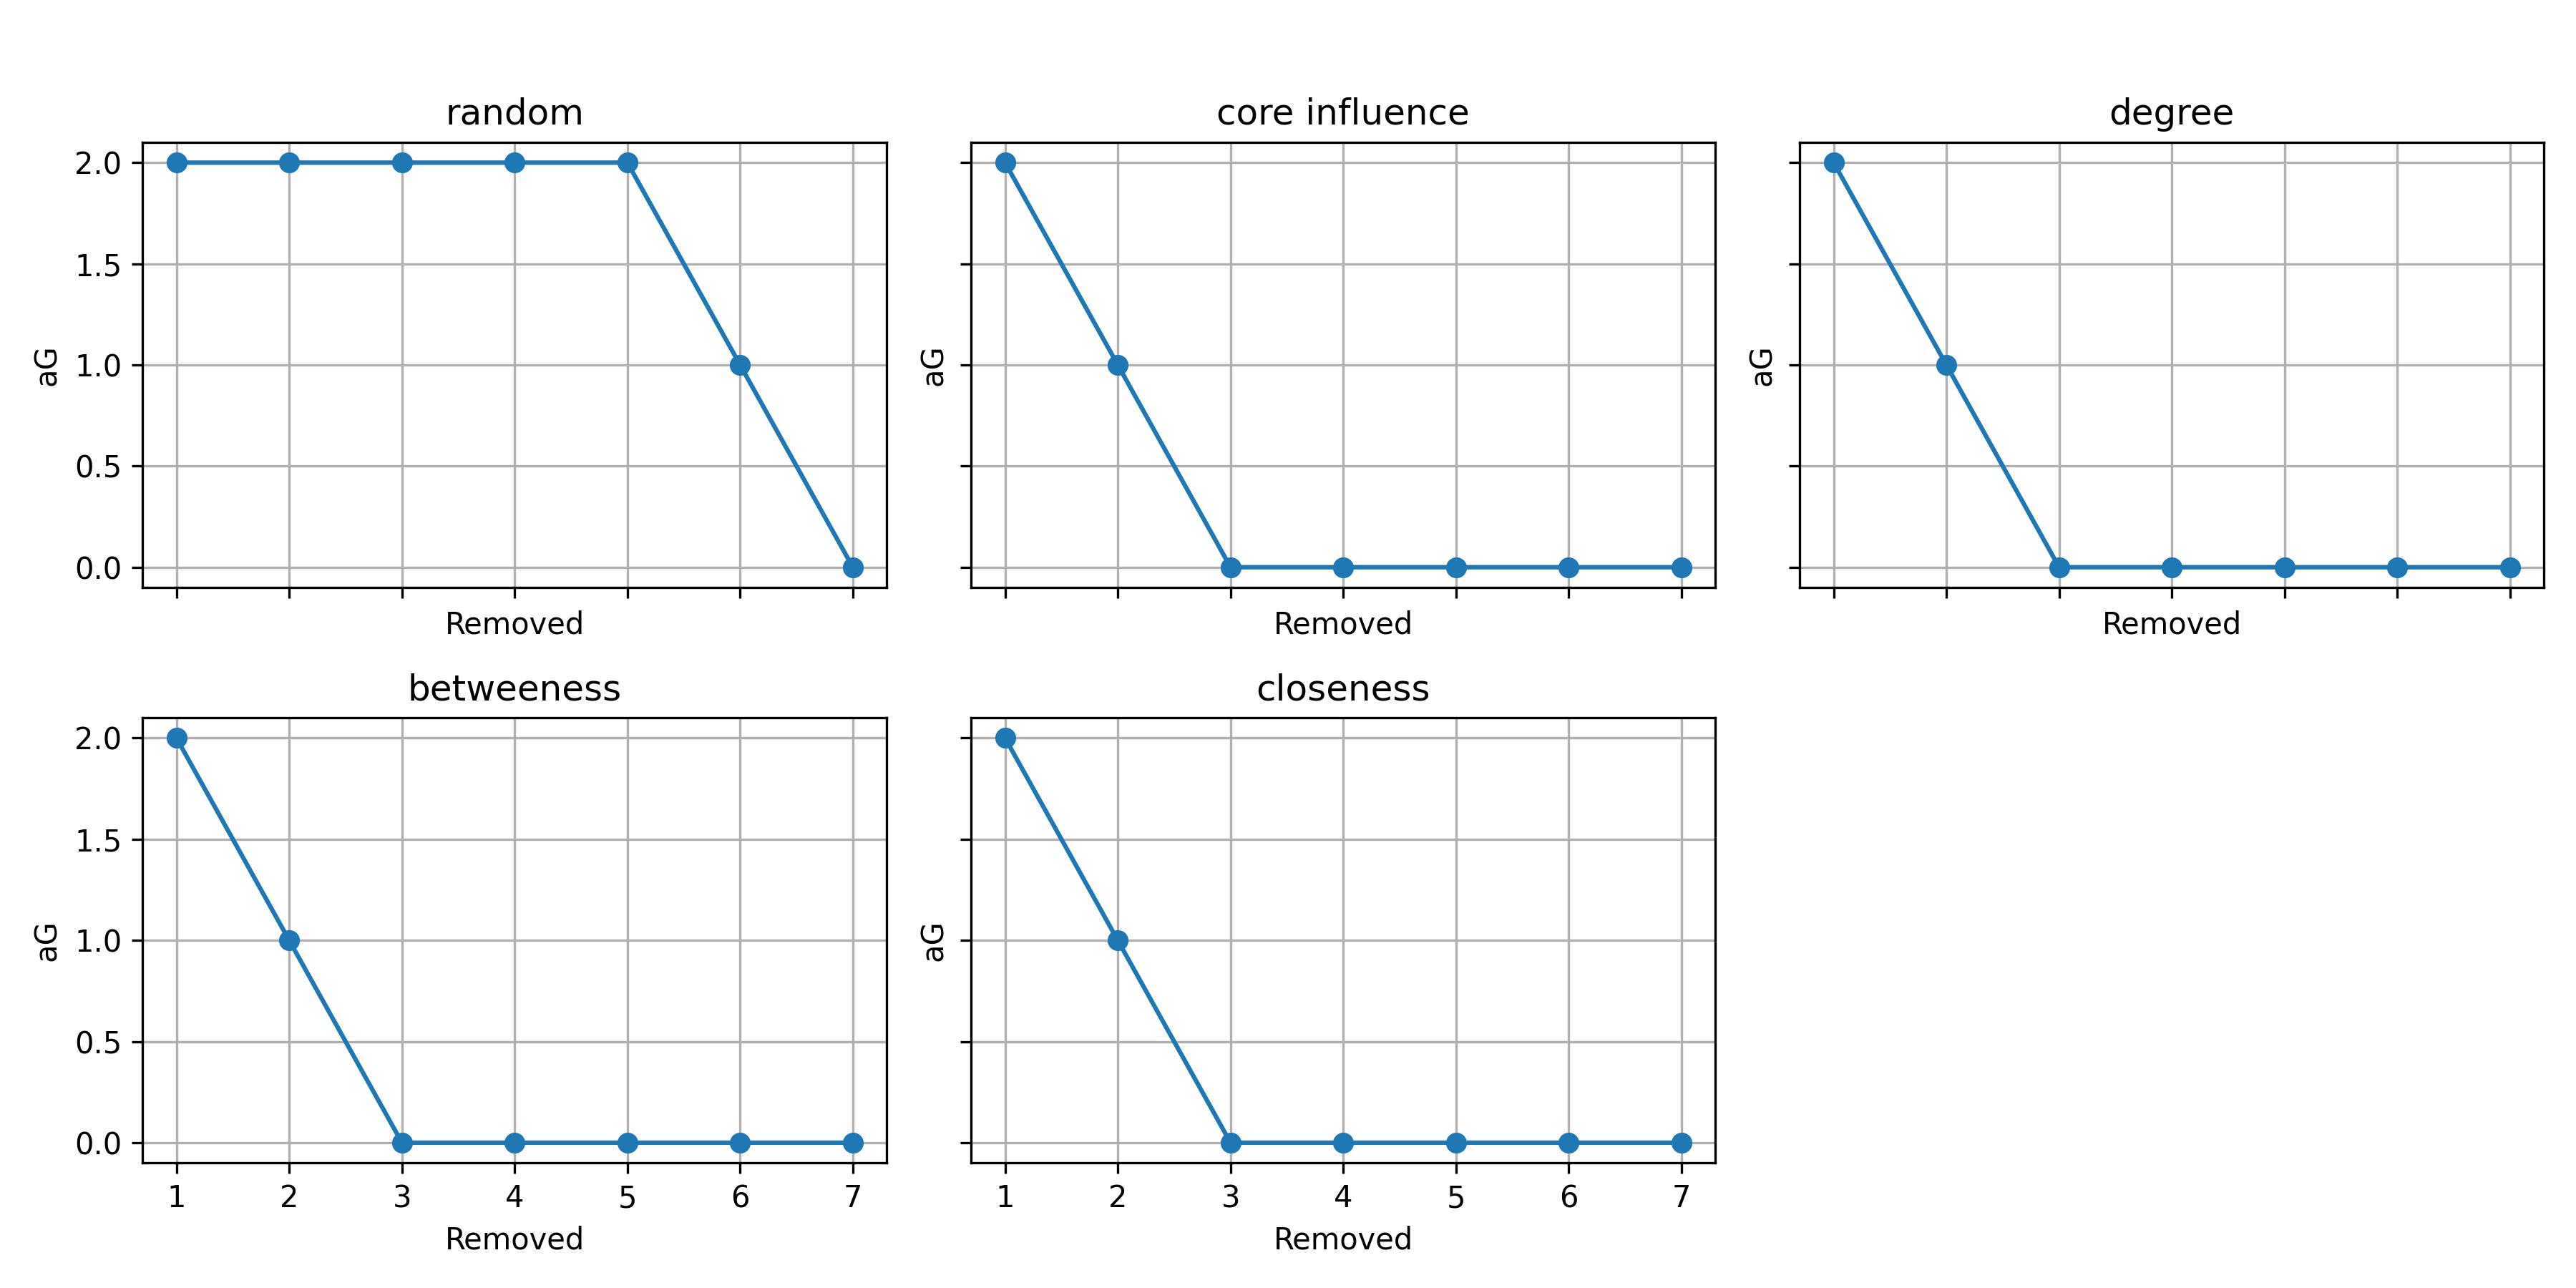 random
core influence
degree
2.0
1.5
1.0
0.5
0.0
aG
aG
aG
Removed
Removed
Removed
betweeness
closeness
2.0
1.5
1.0
0.5
0.0
aG
aG
1 2 3 4 5 6 7
1 2 3 4 5 6 7
Removed
Removed